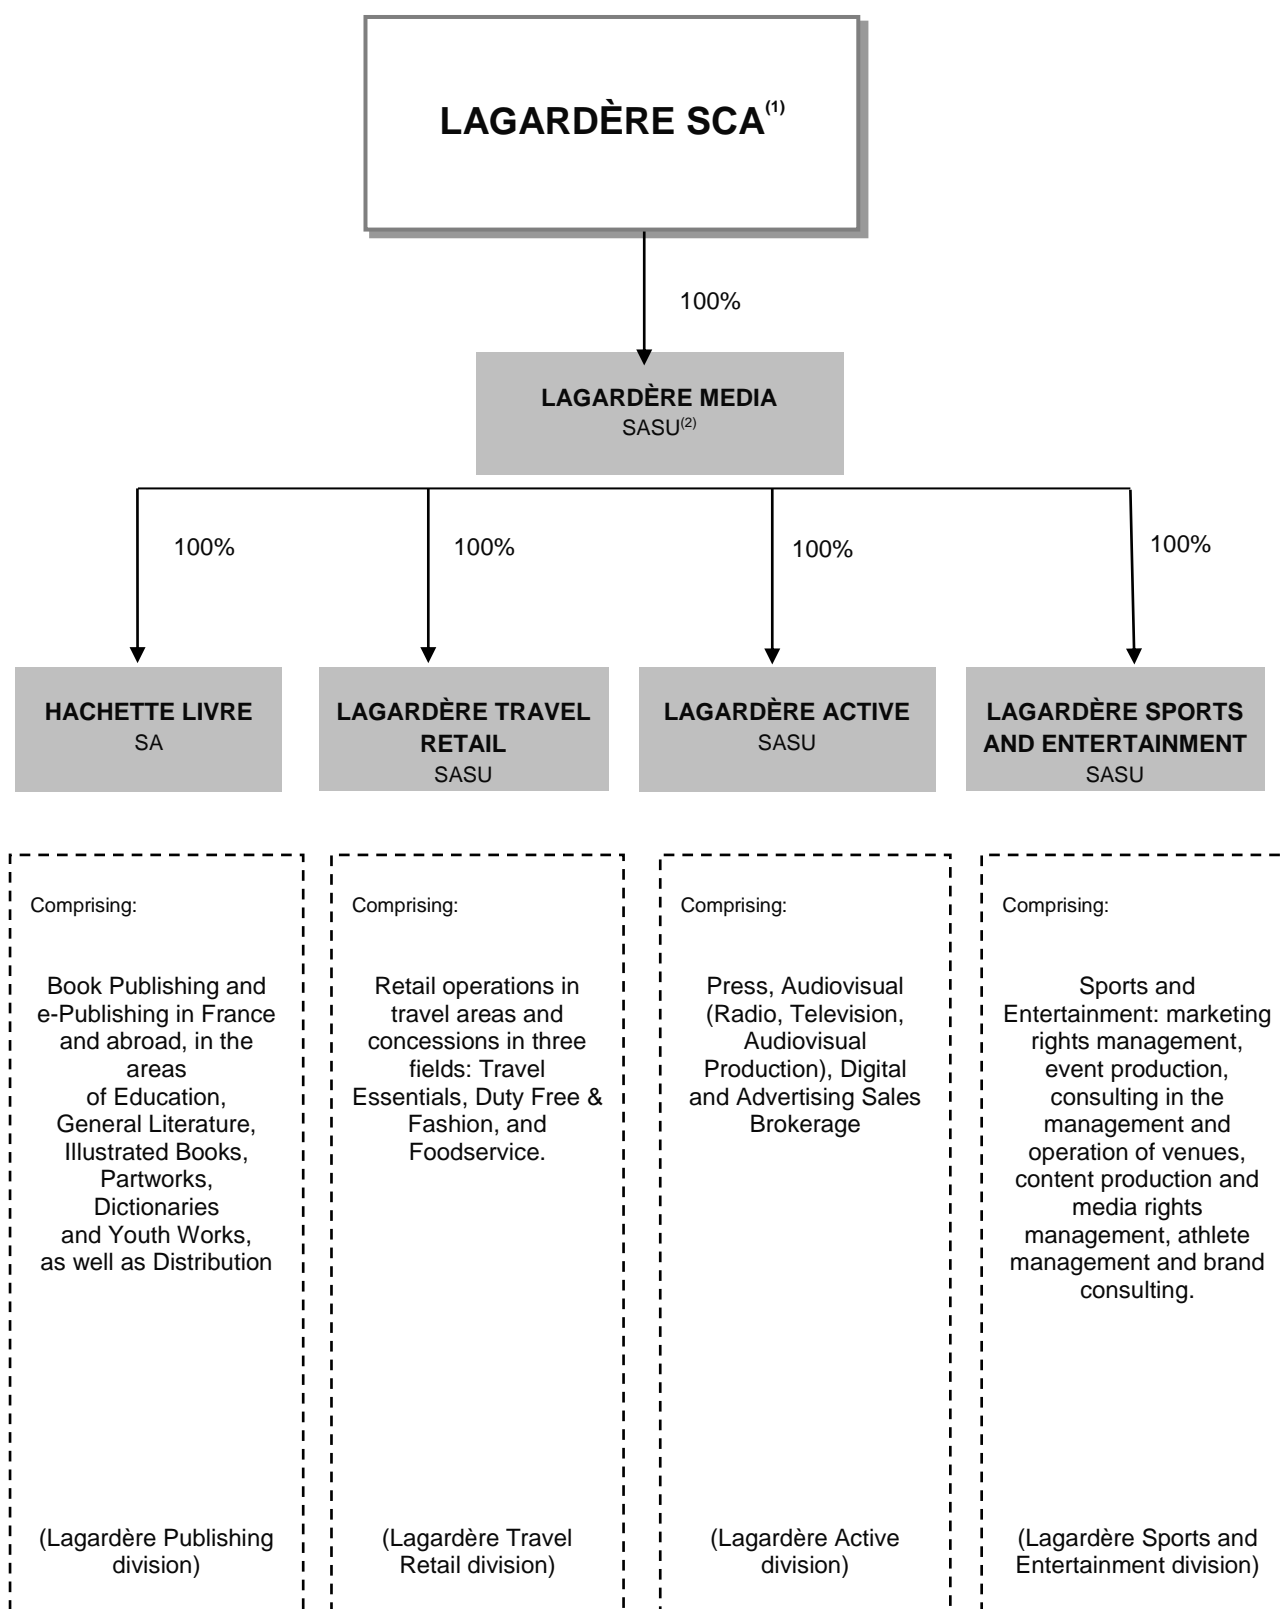 LAGARDÈRE SCA(1)
100%
LAGARDÈRE MEDIA
SASU(2)
100%
100%
100%
100%
HACHETTE LIVRE
SA
LAGARDÈRE TRAVEL
RETAIL
SASU
LAGARDÈRE ACTIVE
SASU
LAGARDÈRE SPORTS
AND ENTERTAINMENT
SASU
Comprising:
Book Publishing and
e-Publishing in France
and abroad, in the
areas
of Education,
General Literature,
Illustrated Books,
Partworks,
Dictionaries
and Youth Works,
as well as Distribution
(Lagardère Publishing
division)
Comprising:
Retail operations in
travel areas and
concessions in three
fields: Travel
Essentials, Duty Free &
Fashion, and
Foodservice.
(Lagardère Travel
Retail division)
Comprising:
Press, Audiovisual
(Radio, Television,
Audiovisual
Production), Digital
and Advertising Sales
Brokerage
(Lagardère Active
division)
Comprising:
Sports and
Entertainment: marketing
rights management,
event production,
consulting in the
management and
operation of venues,
content production and
media rights
management, athlete
management and brand
consulting.
(Lagardère Sports and
Entertainment division)